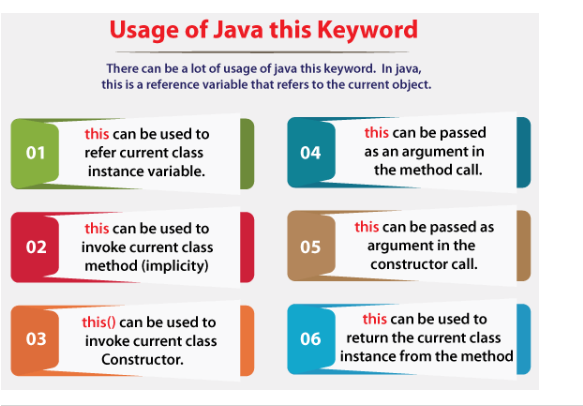 Usage of Java this Keyword
There can be a lot of usage of java this keyword. In java,
this is a reference variable that refers to the current object.
01
this can be used to
refer current class
instance variable.
02
this can be used to
invoke current class
method (implicity)
03
this() can be used to
invoke current class
Constructor.
04
this can be passed
as an argument in
the method call.
05
this can be passed as
argument in the
constructor call.
06
this can be used to
return the current class
instance from the method